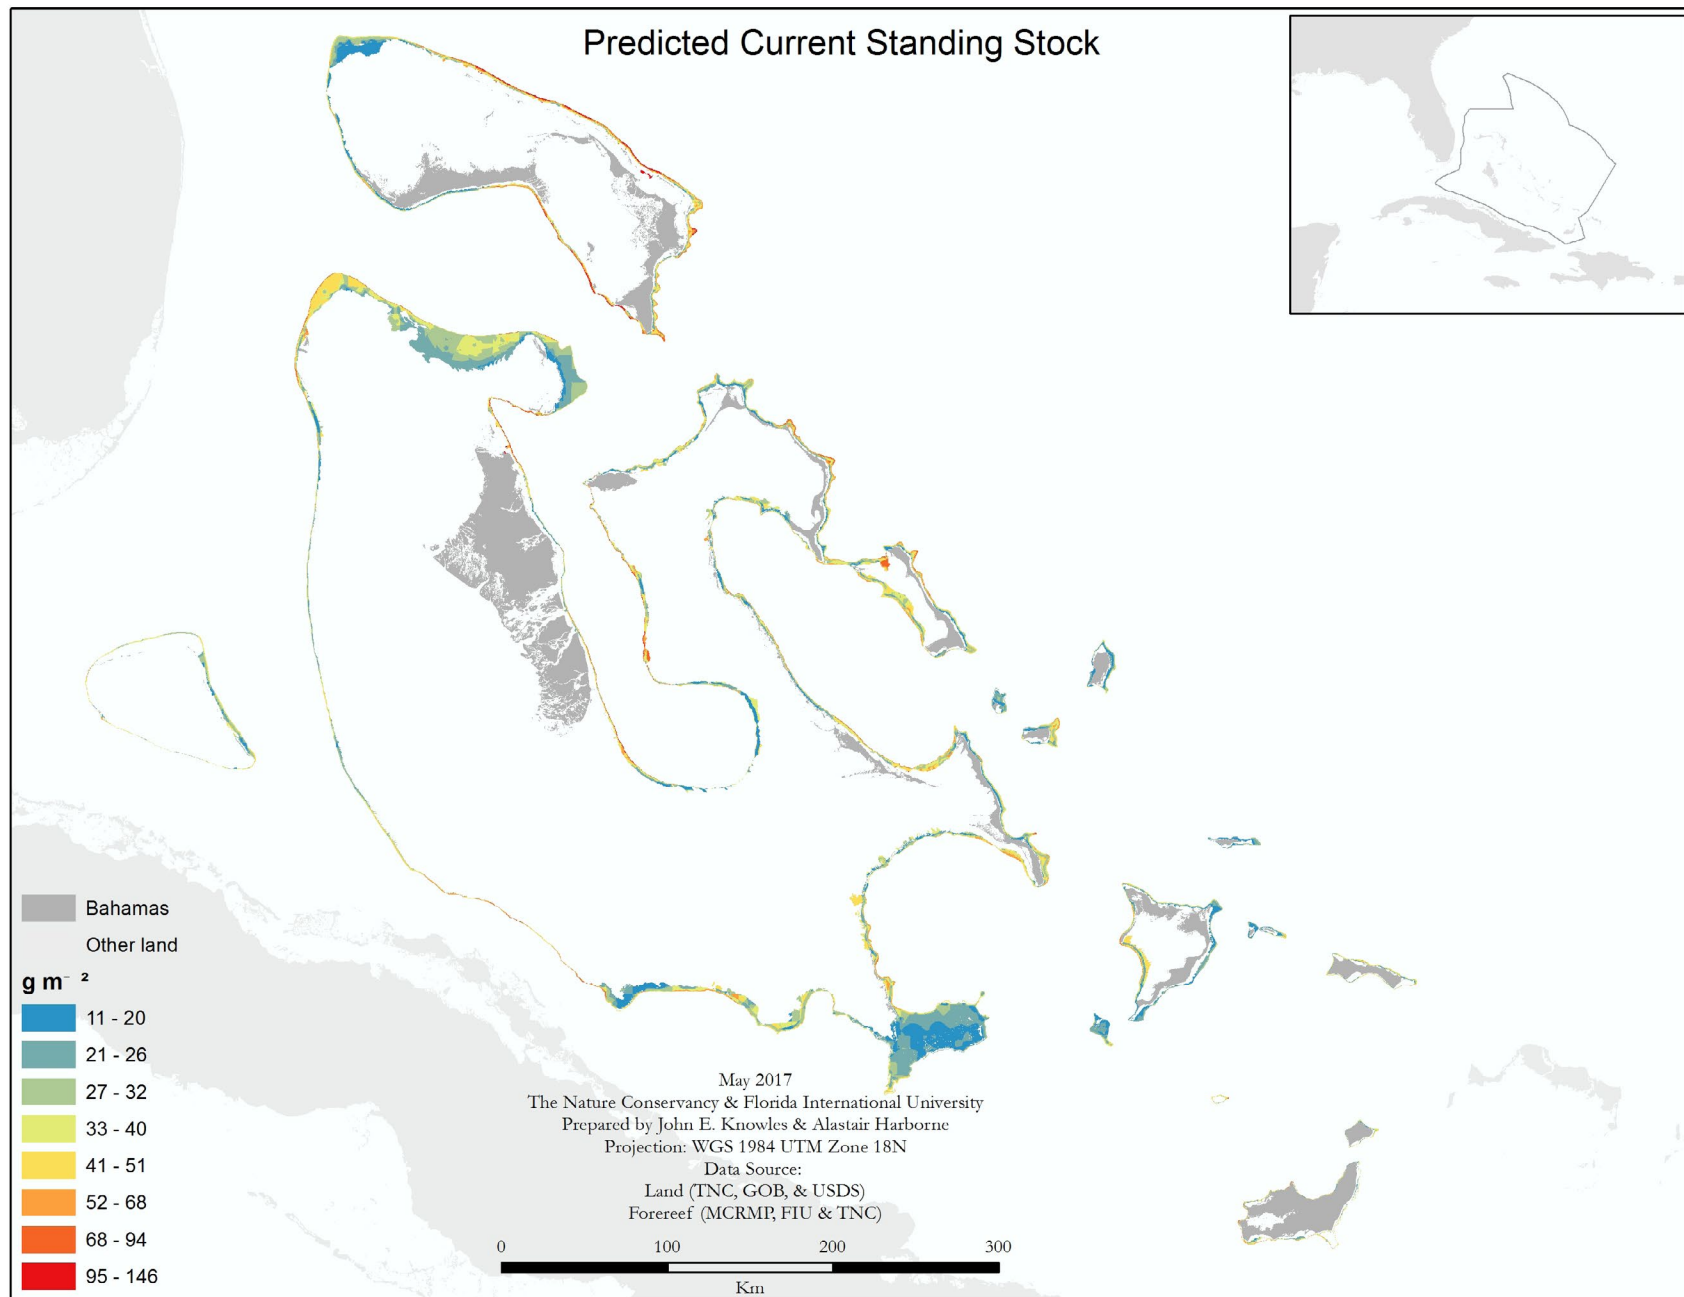 Predicted Current Standing Stock
Bahamas
Other land
g m⁻ ²
11 - 20
21 - 26
27 - 32
33 - 40
41 - 51
52 - 68
68 - 94
95 - 146
May 2017
The Nature Conservancy & Florida International University
Prepared by John E. Knowles & Alastair Harborne
Projection: WGS 1984 UTM Zone 18N
Data Source:
Land (TNC, GOB, & USDS)
Forereef (MCRMP, FIU & TNC)
0 100 200 300
Km